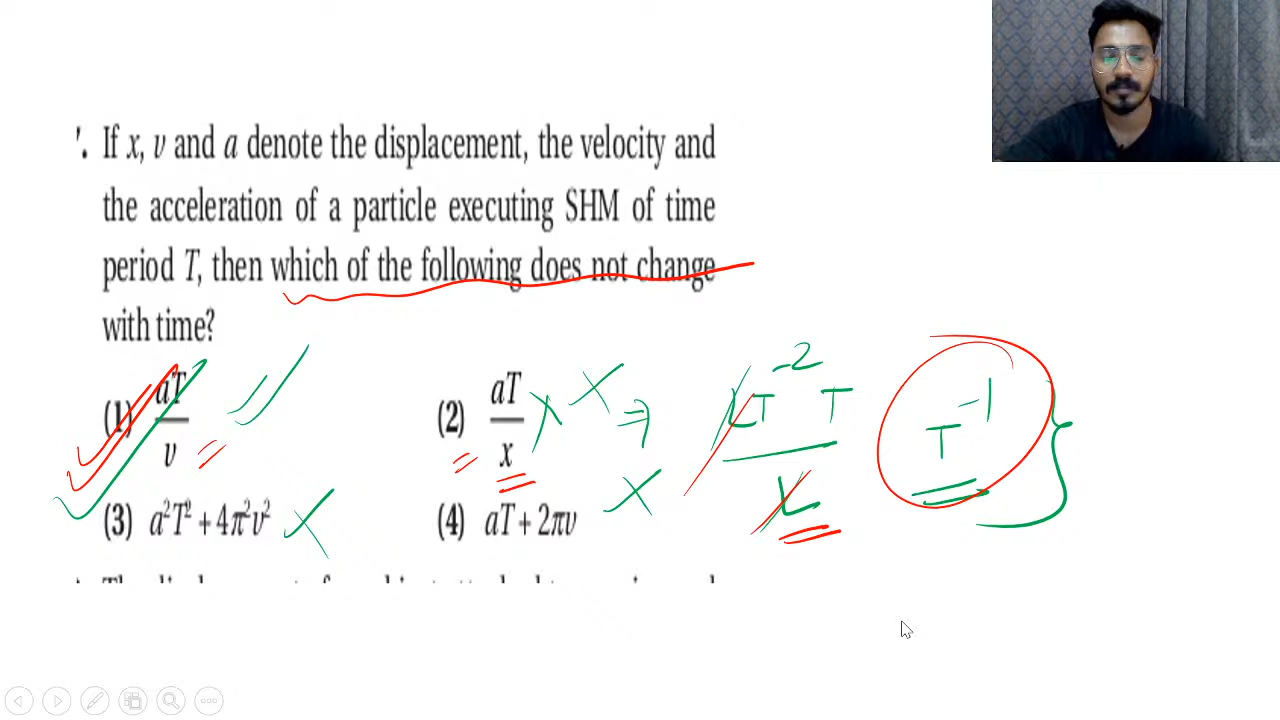 '. If x, v and a denote the displacement, the velocity and
the acceleration of a particle executing SHM of time
period T, then which of the following does not change
with time?
(1) aT/v
(2) aT/x x x ⇒ LT⁻² T / L T⁻¹
x
(3) a²T² + 4π²v² x
(4) aT + 2πv